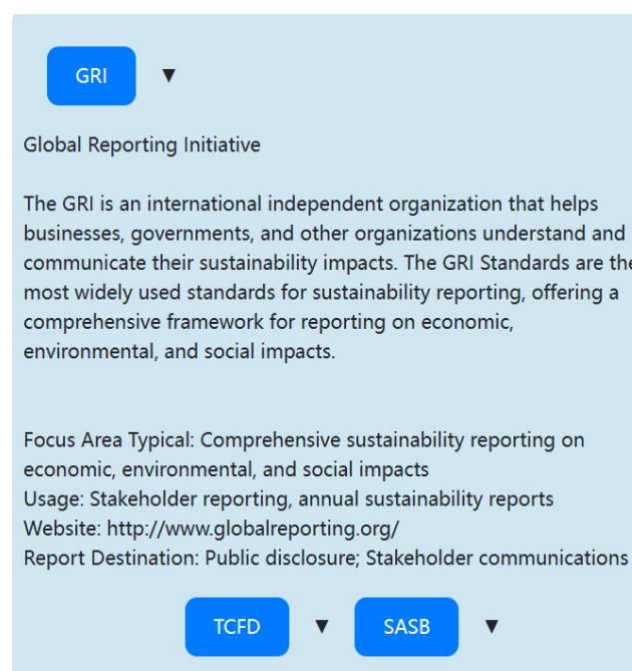 GRI ▼
Global Reporting Initiative
The GRI is an international independent organization that helps
businesses, governments, and other organizations understand and
communicate their sustainability impacts. The GRI Standards are the
most widely used standards for sustainability reporting, offering a
comprehensive framework for reporting on economic,
environmental, and social impacts.
Focus Area Typical: Comprehensive sustainability reporting on
economic, environmental, and social impacts
Usage: Stakeholder reporting, annual sustainability reports
Website: http://www.globalreporting.org/
Report Destination: Public disclosure; Stakeholder communications
TCFD ▼ SASB ▼